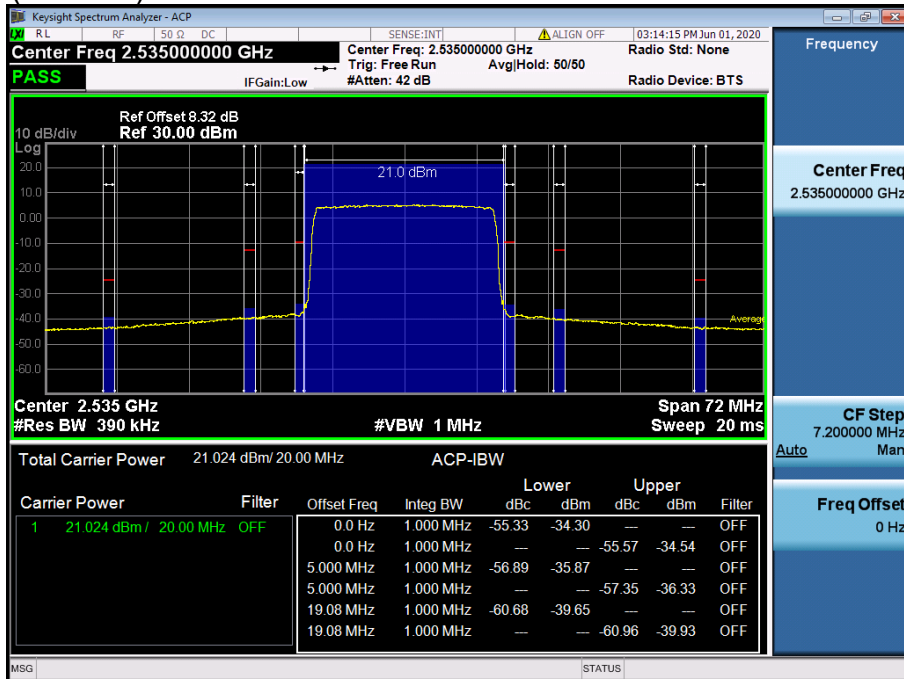 Keysight Spectrum Analyzer - ACP
LXI RL RF 50 Ω DC SENSE:INT ALIGN OFF 03:14:15 PM Jun 01, 2020
Center Freq 2.535000000 GHz Center Freq: 2.535000000 GHz Radio Std: None
Trig: Free Run Avg|Hold: 50/50
PASS IFGain:Low #Atten: 42 dB Radio Device: BTS
Ref Offset 8.32 dB
10 dB/div Ref 30.00 dBm
Log
21.0 dBm
20.0
10.0
0.00
-10.0
-20.0
-30.0
-40.0
Average
-50.0
-60.0
Center 2.535 GHz Span 72 MHz
#Res BW 390 kHz #VBW 1 MHz Sweep 20 ms
Total Carrier Power 21.024 dBm/ 20.00 MHz ACP-IBW
Lower Upper
Carrier Power Filter Offset Freq Integ BW dBc dBm dBc dBm Filter
1 21.024 dBm / 20.00 MHz OFF 0.0 Hz 1.000 MHz -55.33 -34.30 --- --- OFF
0.0 Hz 1.000 MHz --- --- -55.57 -34.54 OFF
5.000 MHz 1.000 MHz -56.89 -35.87 --- --- OFF
5.000 MHz 1.000 MHz --- --- -57.35 -36.33 OFF
19.08 MHz 1.000 MHz -60.68 -39.65 --- --- OFF
19.08 MHz 1.000 MHz --- --- -60.96 -39.93 OFF
MSG STATUS
Frequency
Center Freq
2.535000000 GHz
CF Step
7.200000 MHz
Auto Man
Freq Offset
0 Hz